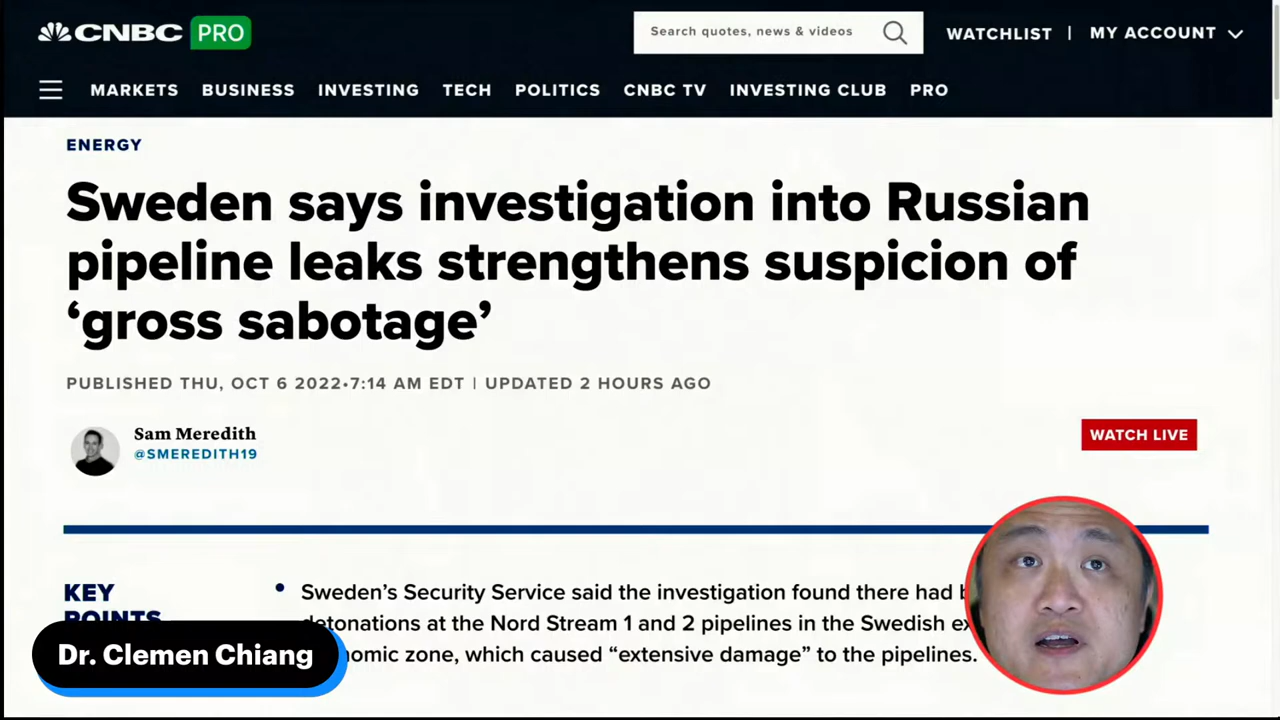 CNBC PRO
Search quotes, news & videos
WATCHLIST | MY ACCOUNT
MARKETS BUSINESS INVESTING TECH POLITICS CNBC TV INVESTING CLUB PRO
ENERGY
Sweden says investigation into Russian
pipeline leaks strengthens suspicion of
‘gross sabotage’
PUBLISHED THU, OCT 6 2022•7:14 AM EDT | UPDATED 2 HOURS AGO
Sam Meredith
@SMEREDITH19
WATCH LIVE
KEY
POINTS
• Sweden’s Security Service said the investigation found there had
detonations at the Nord Stream 1 and 2 pipelines in the Swedish
zone, which caused “extensive damage” to the pipelines.
Dr. Clemen Chiang